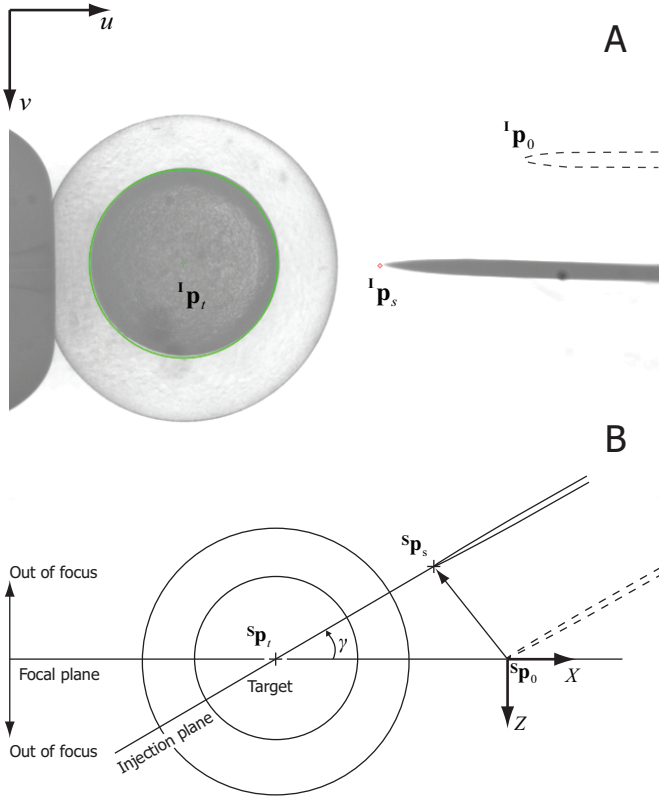 u
A
v
ᴵp₀
ᴵpₜ
ᴵpₛ
B
ˢpₛ
Out of focus
ˢpₜ
γ
Focal plane
Target
ˢp₀
X
Out of focus
Injection plane
Z